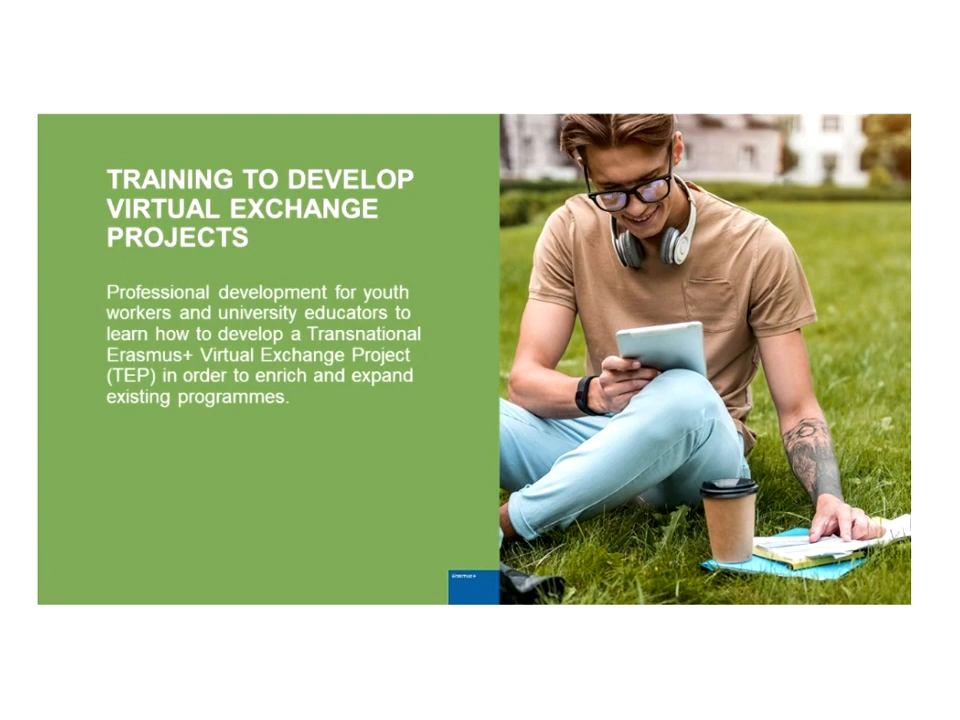 TRAINING TO DEVELOP
VIRTUAL EXCHANGE
PROJECTS
Professional development for youth
workers and university educators to
learn how to develop a Transnational
Erasmus+ Virtual Exchange Project
(TEP) in order to enrich and expand
existing programmes.
Erasmus+